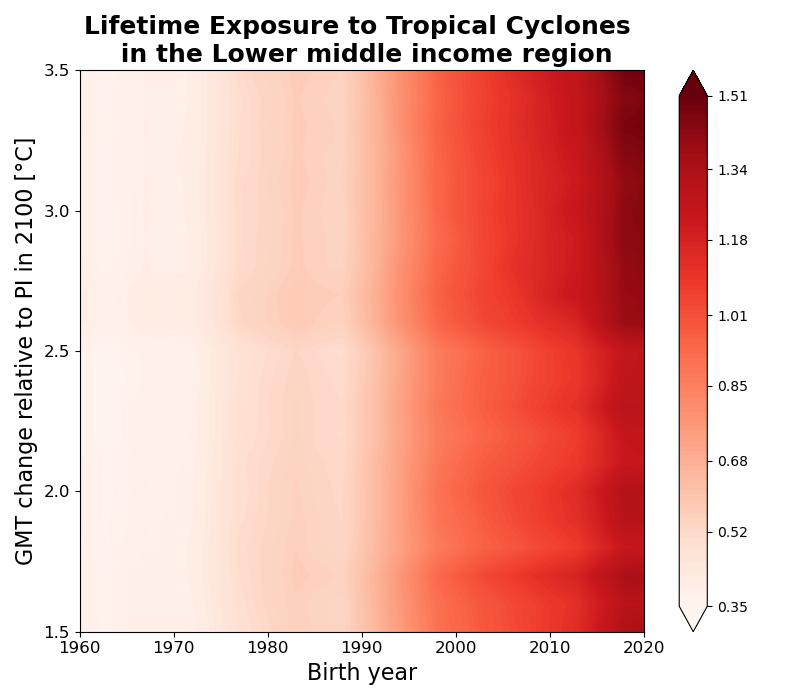 Lifetime Exposure to Tropical Cyclones
in the Lower middle income region
GMT change relative to PI in 2100 [°C]
3.5
3.0
2.5
2.0
1.5
1960 1970 1980 1990 2000 2010 2020
Birth year
1.51
1.34
1.18
1.01
0.85
0.68
0.52
0.35